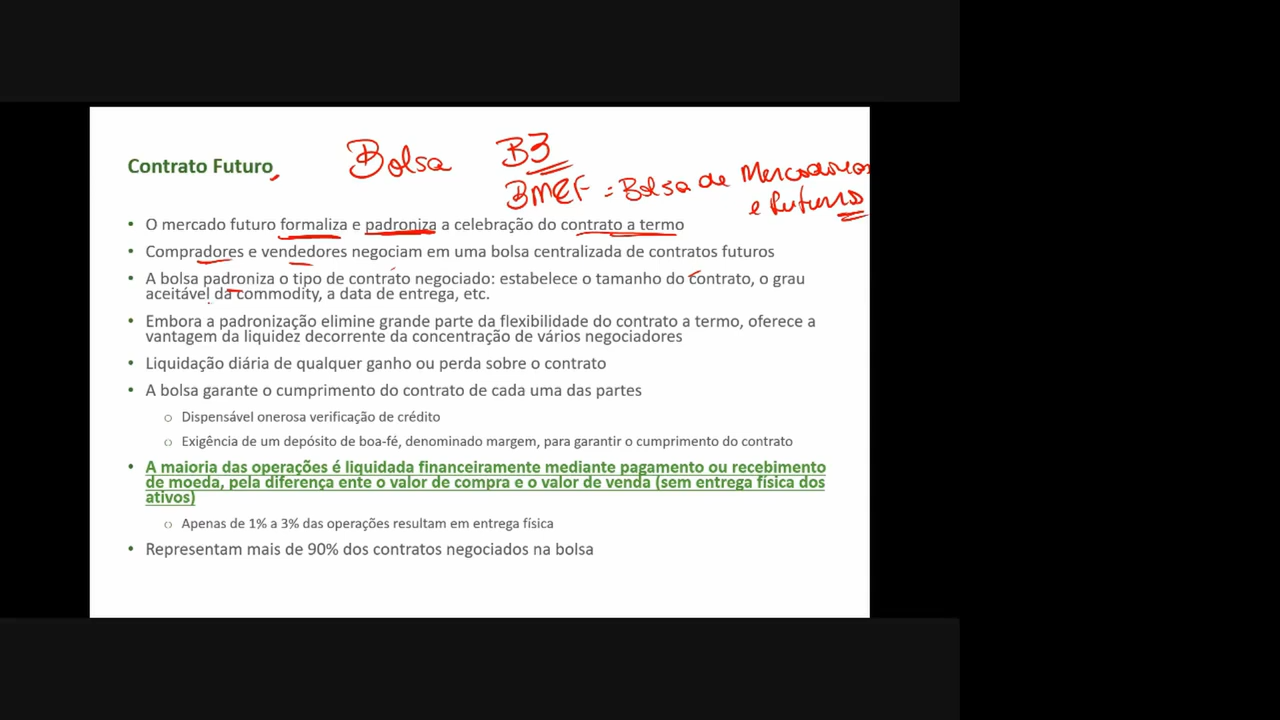 Contrato Futuro
Bolsa
B3
BMEF = Bolsa de Mercadorias
e Futuros
• O mercado futuro formaliza e padroniza a celebração do contrato a termo
• Compradores e vendedores negociam em uma bolsa centralizada de contratos futuros
• A bolsa padroniza o tipo de contrato negociado: estabelece o tamanho do contrato, o grau
aceitável da commodity, a data de entrega, etc.
• Embora a padronização elimine grande parte da flexibilidade do contrato a termo, oferece a
vantagem da liquidez decorrente da concentração de vários negociadores
• Liquidação diária de qualquer ganho ou perda sobre o contrato
• A bolsa garante o cumprimento do contrato de cada uma das partes
o Dispensável onerosa verificação de crédito
o Exigência de um depósito de boa-fé, denominado margem, para garantir o cumprimento do contrato
• A maioria das operações é liquidada financeiramente mediante pagamento ou recebimento
de moeda, pela diferença ente o valor de compra e o valor de venda (sem entrega física dos
ativos)
o Apenas de 1% a 3% das operações resultam em entrega física
• Representam mais de 90% dos contratos negociados na bolsa